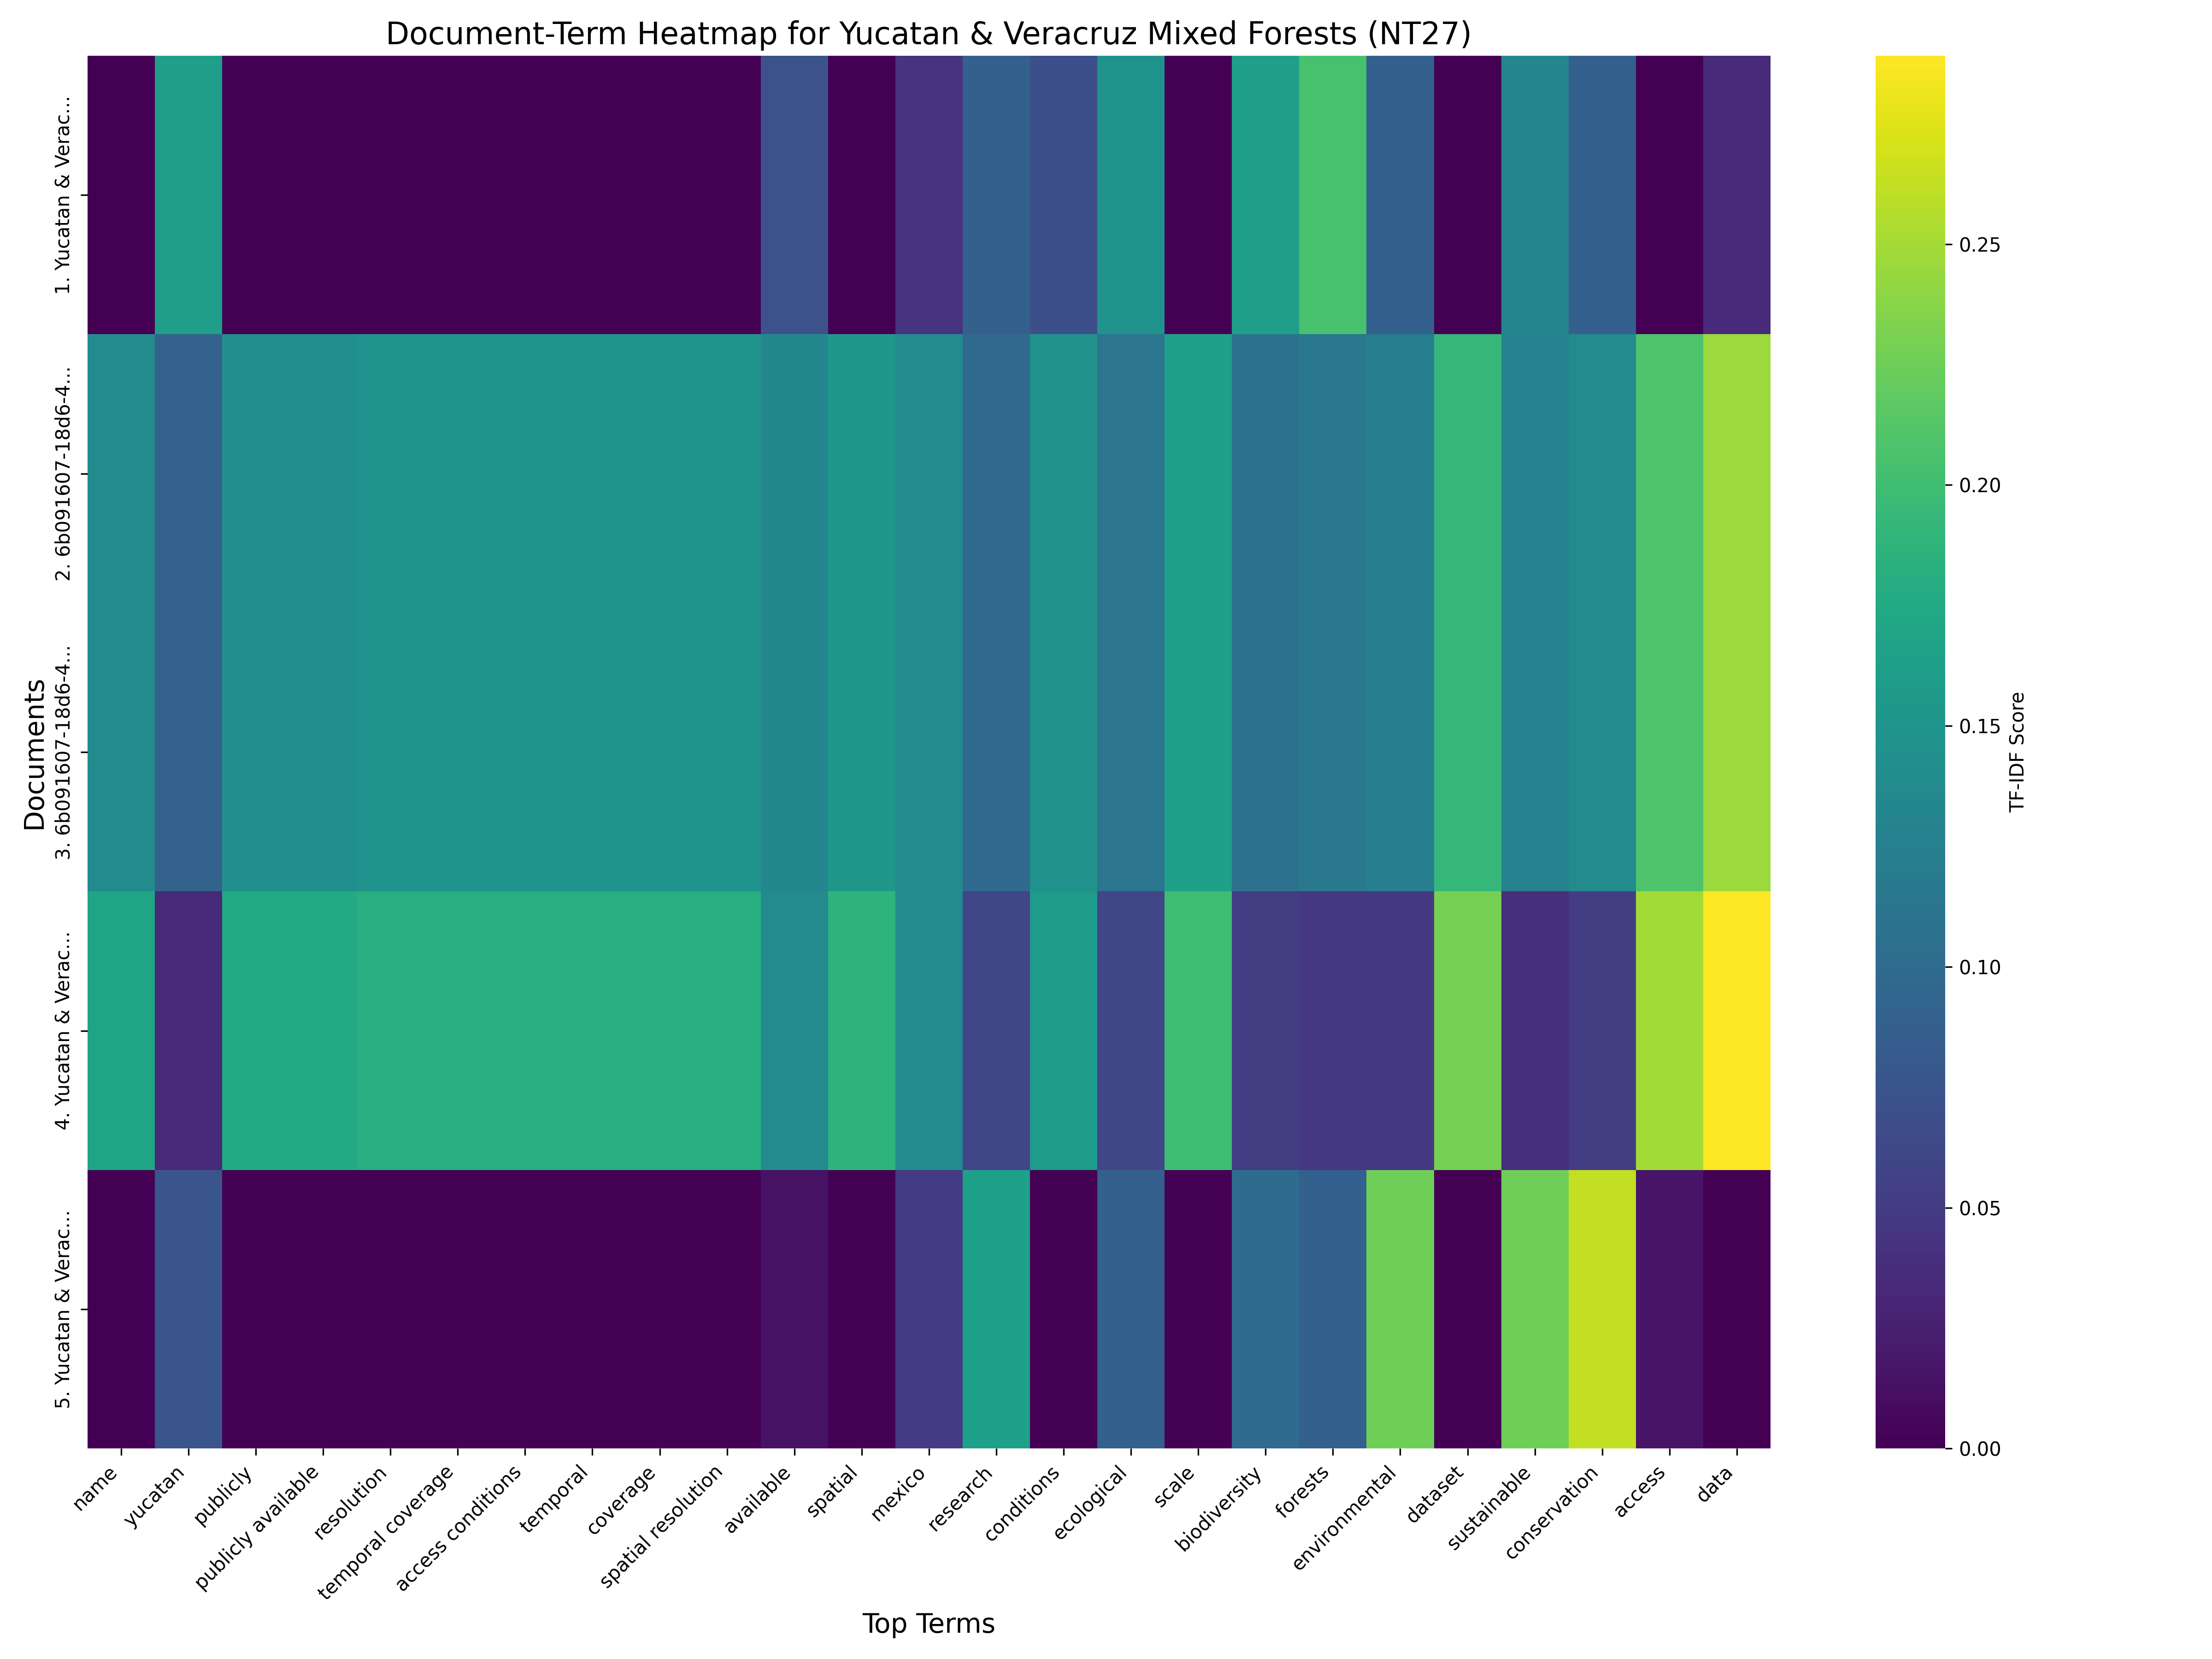 Document-Term Heatmap for Yucatan & Veracruz Mixed Forests (NT27)
Documents
1. Yucatan & Verac...
2. 6b091607-18d6-4...
3. 6b091607-18d6-4...
4. Yucatan & Verac...
5. Yucatan & Verac...
name
yucatan
publicly
publicly available
resolution
temporal coverage
access conditions
temporal
coverage
spatial resolution
available
spatial
mexico
research
conditions
ecological
scale
biodiversity
forests
environmental
dataset
sustainable
conservation
access
data
Top Terms
0.25
0.20
0.15
0.10
0.05
0.00
TF-IDF Score